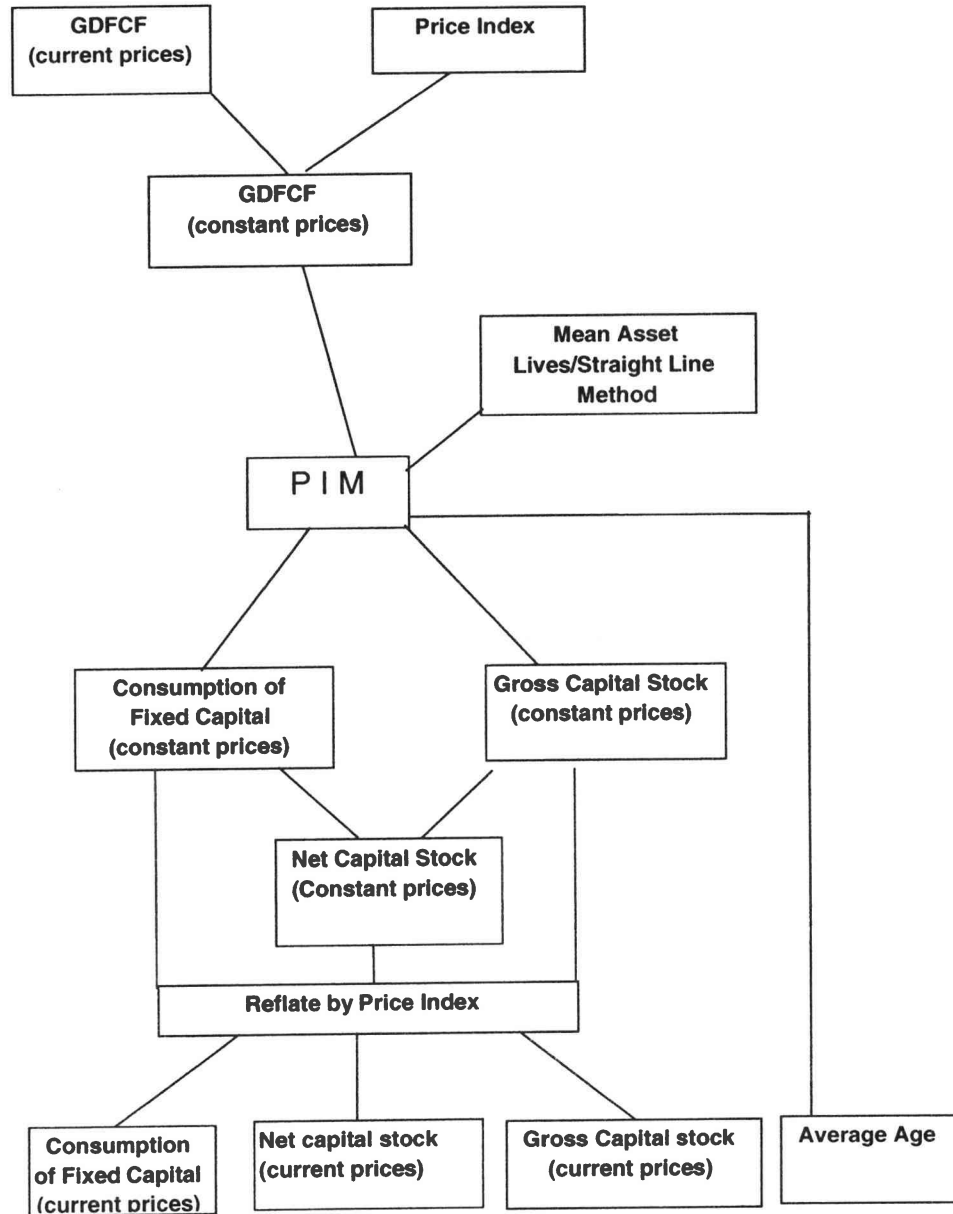 GDFCF
(current prices)
Price Index
GDFCF
(constant prices)
Mean Asset
Lives/Straight Line
Method
P I M
Consumption of
Fixed Capital
(constant prices)
Gross Capital Stock
(constant prices)
Net Capital Stock
(Constant prices)
Reflate by Price Index
Consumption
of Fixed Capital
(current prices)
Net capital stock
(current prices)
Gross Capital stock
(current prices)
Average Age